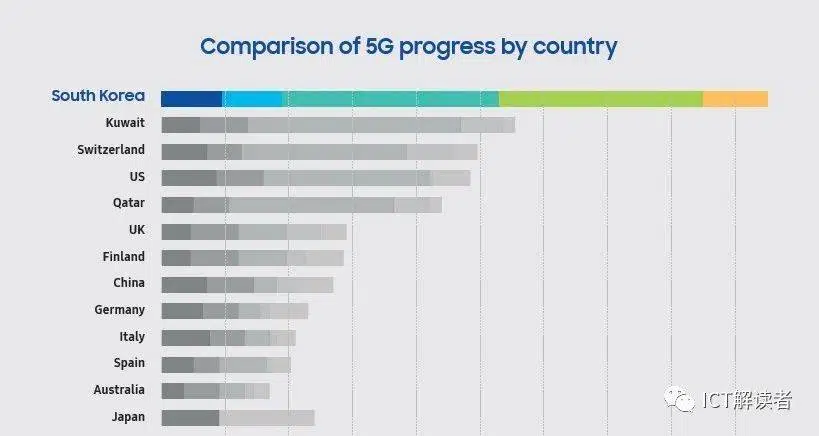 Comparison of 5G progress by country
South Korea
Kuwait
Switzerland
US
Qatar
UK
Finland
China
Germany
Italy
Spain
Australia
Japan
ICT解读者